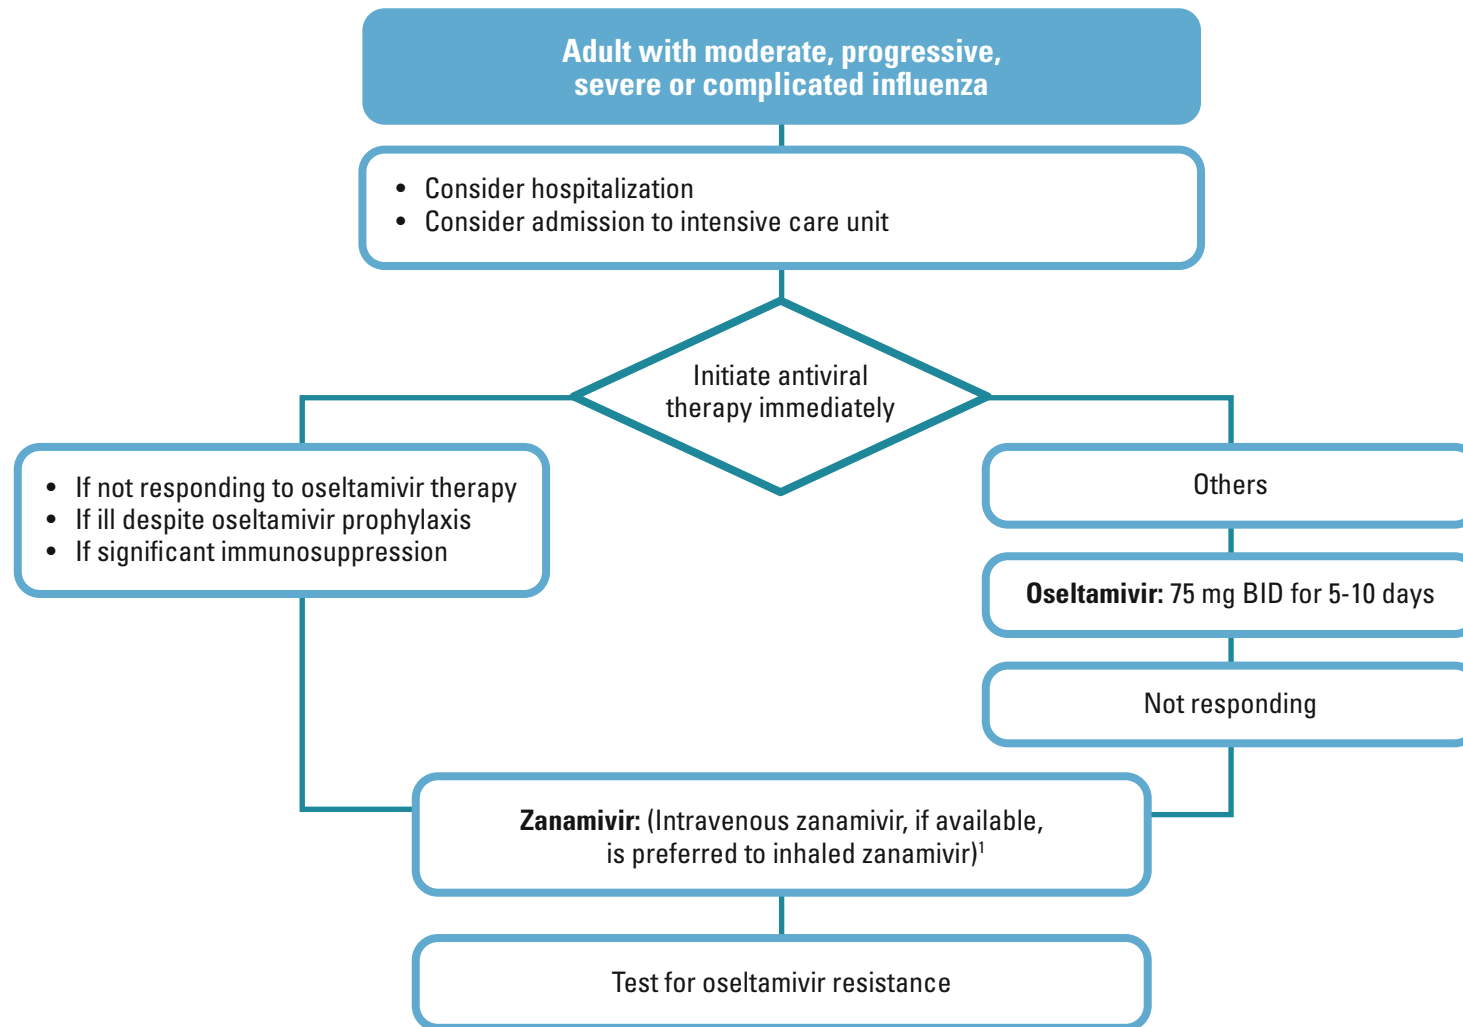 Adult with moderate, progressive,
severe or complicated influenza
• Consider hospitalization
• Consider admission to intensive care unit
Initiate antiviral
therapy immediately
• If not responding to oseltamivir therapy
• If ill despite oseltamivir prophylaxis
• If significant immunosuppression
Others
Oseltamivir: 75 mg BID for 5-10 days
Not responding
Zanamivir: (Intravenous zanamivir, if available,
is preferred to inhaled zanamivir)¹
Test for oseltamivir resistance